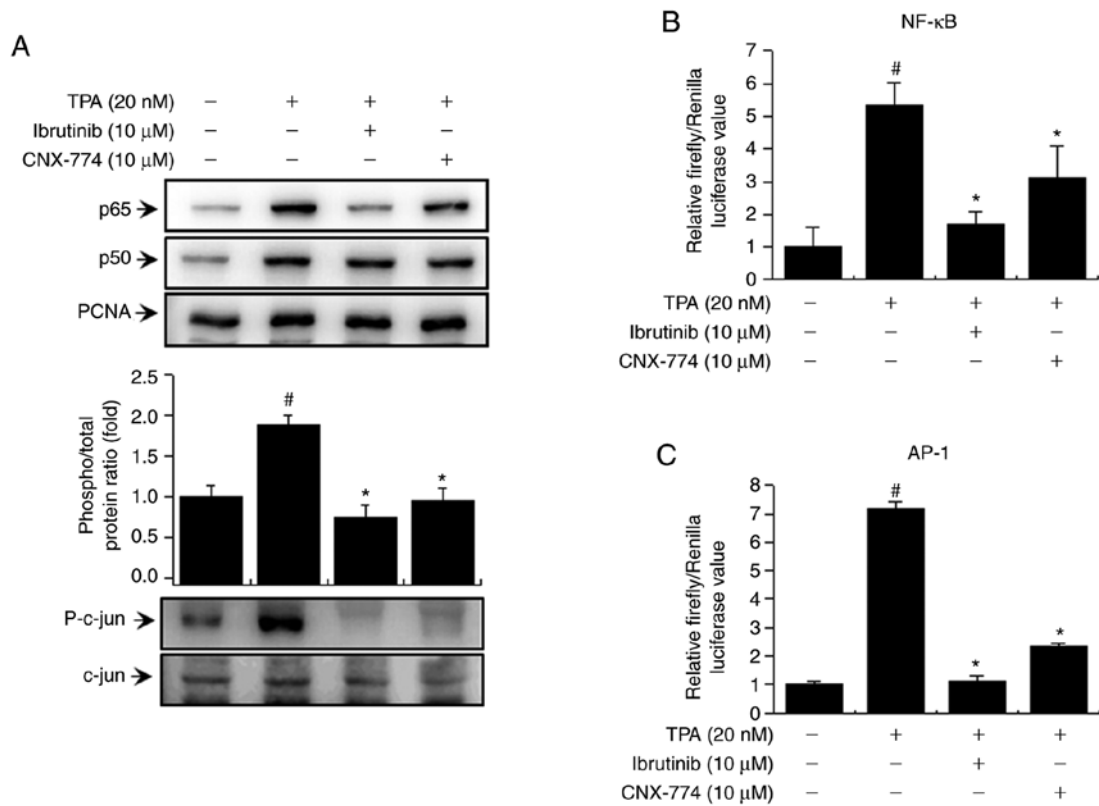 A
TPA (20 nM) – + + +
Ibrutinib (10 μM) – – + –
CNX-774 (10 μM) – – – +
p65
p50
PCNA
Phospho/total
protein ratio (fold)
2.5
2.0
1.5
1.0
0.5
0.0
#
*
*
P-c-jun
c-jun
B
NF-κB
Relative firefly/Renilla
luciferase value
7
6
5
4
3
2
1
0
#
*
*
TPA (20 nM) – + + +
Ibrutinib (10 μM) – – + –
CNX-774 (10 μM) – – – +
C
AP-1
Relative firefly/Renilla
luciferase value
8
7
6
5
4
3
2
1
0
#
*
*
TPA (20 nM) – + + +
Ibrutinib (10 μM) – – + –
CNX-774 (10 μM) – – – +